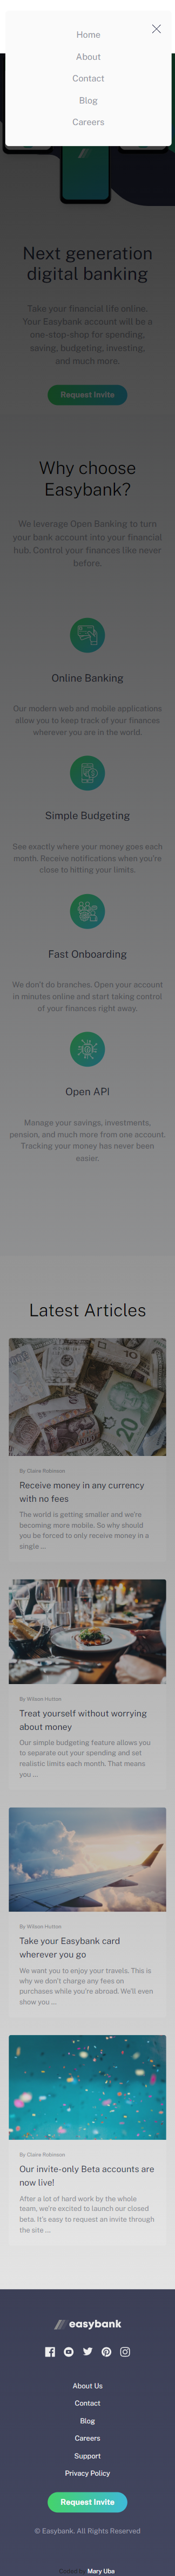 Home
About
Contact
Blog
Careers
Next generation
digital banking
Take your financial life online.
Your Easybank account will be a
one-stop-shop for spending,
saving, budgeting, investing,
and much more.
Request Invite
Why choose
Easybank?
We leverage Open Banking to turn
your bank account into your financial
hub. Control your finances like never
before.
Online Banking
Our modern web and mobile applications
allow you to keep track of your finances
wherever you are in the world.
Simple Budgeting
See exactly where your money goes each
month. Receive notifications when you're
close to hitting your limits.
Fast Onboarding
We don't do branches. Open your account
in minutes online and start taking control
of your finances right away.
Open API
Manage your savings, investments,
pension, and much more from one account.
Tracking your money has never been
easier.
Latest Articles
By Claire Robinson
Receive money in any currency
with no fees
The world is getting smaller and we're
becoming more mobile. So why should
you be forced to only receive money in a
single ...
By Wilson Hutton
Treat yourself without worrying
about money
Our simple budgeting feature allows you
to separate out your spending and set
realistic limits each month. That means
you ...
By Wilson Hutton
Take your Easybank card
wherever you go
We want you to enjoy your travels. This is
why we don't charge any fees on
purchases while you're abroad. We'll even
show you ...
By Claire Robinson
Our invite-only Beta accounts are
now live!
After a lot of hard work by the whole
team, we're excited to launch our closed
beta. It's easy to request an invite through
the site ...
easybank
About Us
Contact
Blog
Careers
Support
Privacy Policy
Request Invite
© Easybank. All Rights Reserved
Coded by Mary Uba